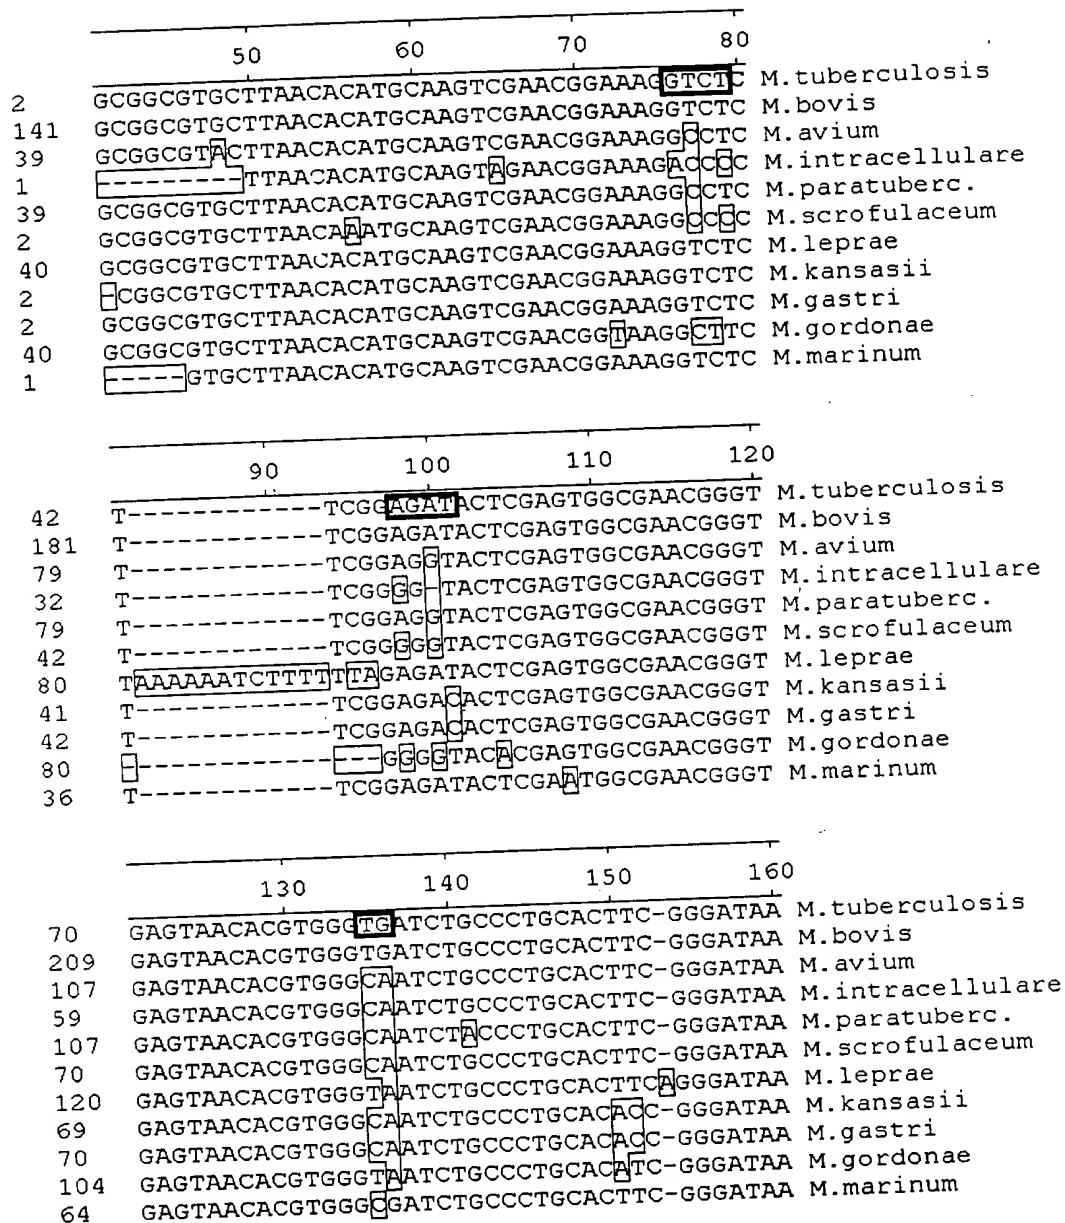 50 60 70 80
2 GCGGCGTGCTTAACACATGCAAGTCGAACGGAAAGGTCTC M.tuberculosis
141 GCGGCGTGCTTAACACATGCAAGTCGAACGGAAAGGTCTC M.bovis
39 GCGGCGTACTTAACACATGCAAGTCGAACGGAAAGGCCTC M.avium
1 ---------TTAACACATGCAAGTAGAACGGAAAGACCCC M.intracellulare
39 GCGGCGTGCTTAACACATGCAAGTCGAACGGAAAGGCCTC M.paratuberc.
2 GCGGCGTGCTTAACAAATGCAAGTCGAACGGAAAGGCCCC M.scrofulaceum
40 GCGGCGTGCTTAACACATGCAAGTCGAACGGAAAGGTCTC M.leprae
2 -CGGCGTGCTTAACACATGCAAGTCGAACGGAAAGGTCTC M.kansasii
2 GCGGCGTGCTTAACACATGCAAGTCGAACGGAAAGGTCTC M.gastri
40 GCGGCGTGCTTAACACATGCAAGTCGAACGGTAAGGCTTC M.gordonae
1 -----GTGCTTAACACATGCAAGTCGAACGGAAAGGTCTC M.marinum
90 100 110 120
42 T------------TCGGAGATACTCGAGTGGCGAACGGGT M.tuberculosis
181 T------------TCGGAGATACTCGAGTGGCGAACGGGT M.bovis
79 T------------TCGGAGGTACTCGAGTGGCGAACGGGT M.avium
32 T------------TCGGGG-TACTCGAGTGGCGAACGGGT M.intracellulare
79 T------------TCGGAGGTACTCGAGTGGCGAACGGGT M.paratuberc.
42 T------------TCGGGGGTACTCGAGTGGCGAACGGGT M.scrofulaceum
80 TAAAAAATCTTTTTTAGAGATACTCGAGTGGCGAACGGGT M.leprae
41 T------------TCGGAGACACTCGAGTGGCGAACGGGT M.kansasii
42 T------------TCGGAGACACTCGAGTGGCGAACGGGT M.gastri
80 ----------------GGGGTACACGAGTGGCGAACGGGT M.gordonae
36 T------------TCGGAGATACTCGAATGGCGAACGGGT M.marinum
130 140 150 160
70 GAGTAACACGTGGGTGATCTGCCCTGCACTTC-GGGATAA M.tuberculosis
209 GAGTAACACGTGGGTGATCTGCCCTGCACTTC-GGGATAA M.bovis
107 GAGTAACACGTGGGCAATCTGCCCTGCACTTC-GGGATAA M.avium
59 GAGTAACACGTGGGCAATCTGCCCTGCACTTC-GGGATAA M.intracellulare
107 GAGTAACACGTGGGCAATCTACCCTGCACTTC-GGGATAA M.paratuberc.
70 GAGTAACACGTGGGCAATCTGCCCTGCACTTC-GGGATAA M.scrofulaceum
120 GAGTAACACGTGGGTAATCTGCCCTGCACTTCAGGGATAA M.leprae
69 GAGTAACACGTGGGCAATCTGCCCTGCACACC-GGGATAA M.kansasii
70 GAGTAACACGTGGGCAATCTGCCCTGCACACC-GGGATAA M.gastri
104 GAGTAACACGTGGGTAATCTGCCCTGCACATC-GGGATAA M.gordonae
64 GAGTAACACGTGGGCGATCTGCCCTGCACTTC-GGGATAA M.marinum